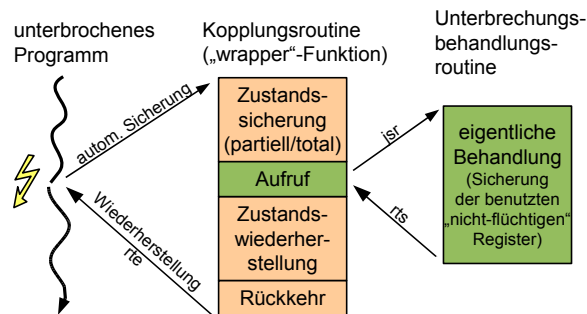 unterbrochenes
Programm
Kopplungsroutine
(„wrapper“-Funktion)
Unterbrechungs-
behandlungs-
routine
autom. Sicherung
Zustands-
sicherung
(partiell/total)
Aufruf
Zustands-
wiederher-
stellung
Rückkehr
Wiederherstellung
rfe
jsr
rts
eigentliche
Behandlung
(Sicherung
der benutzten
„nicht-flüchtigen“
Register)